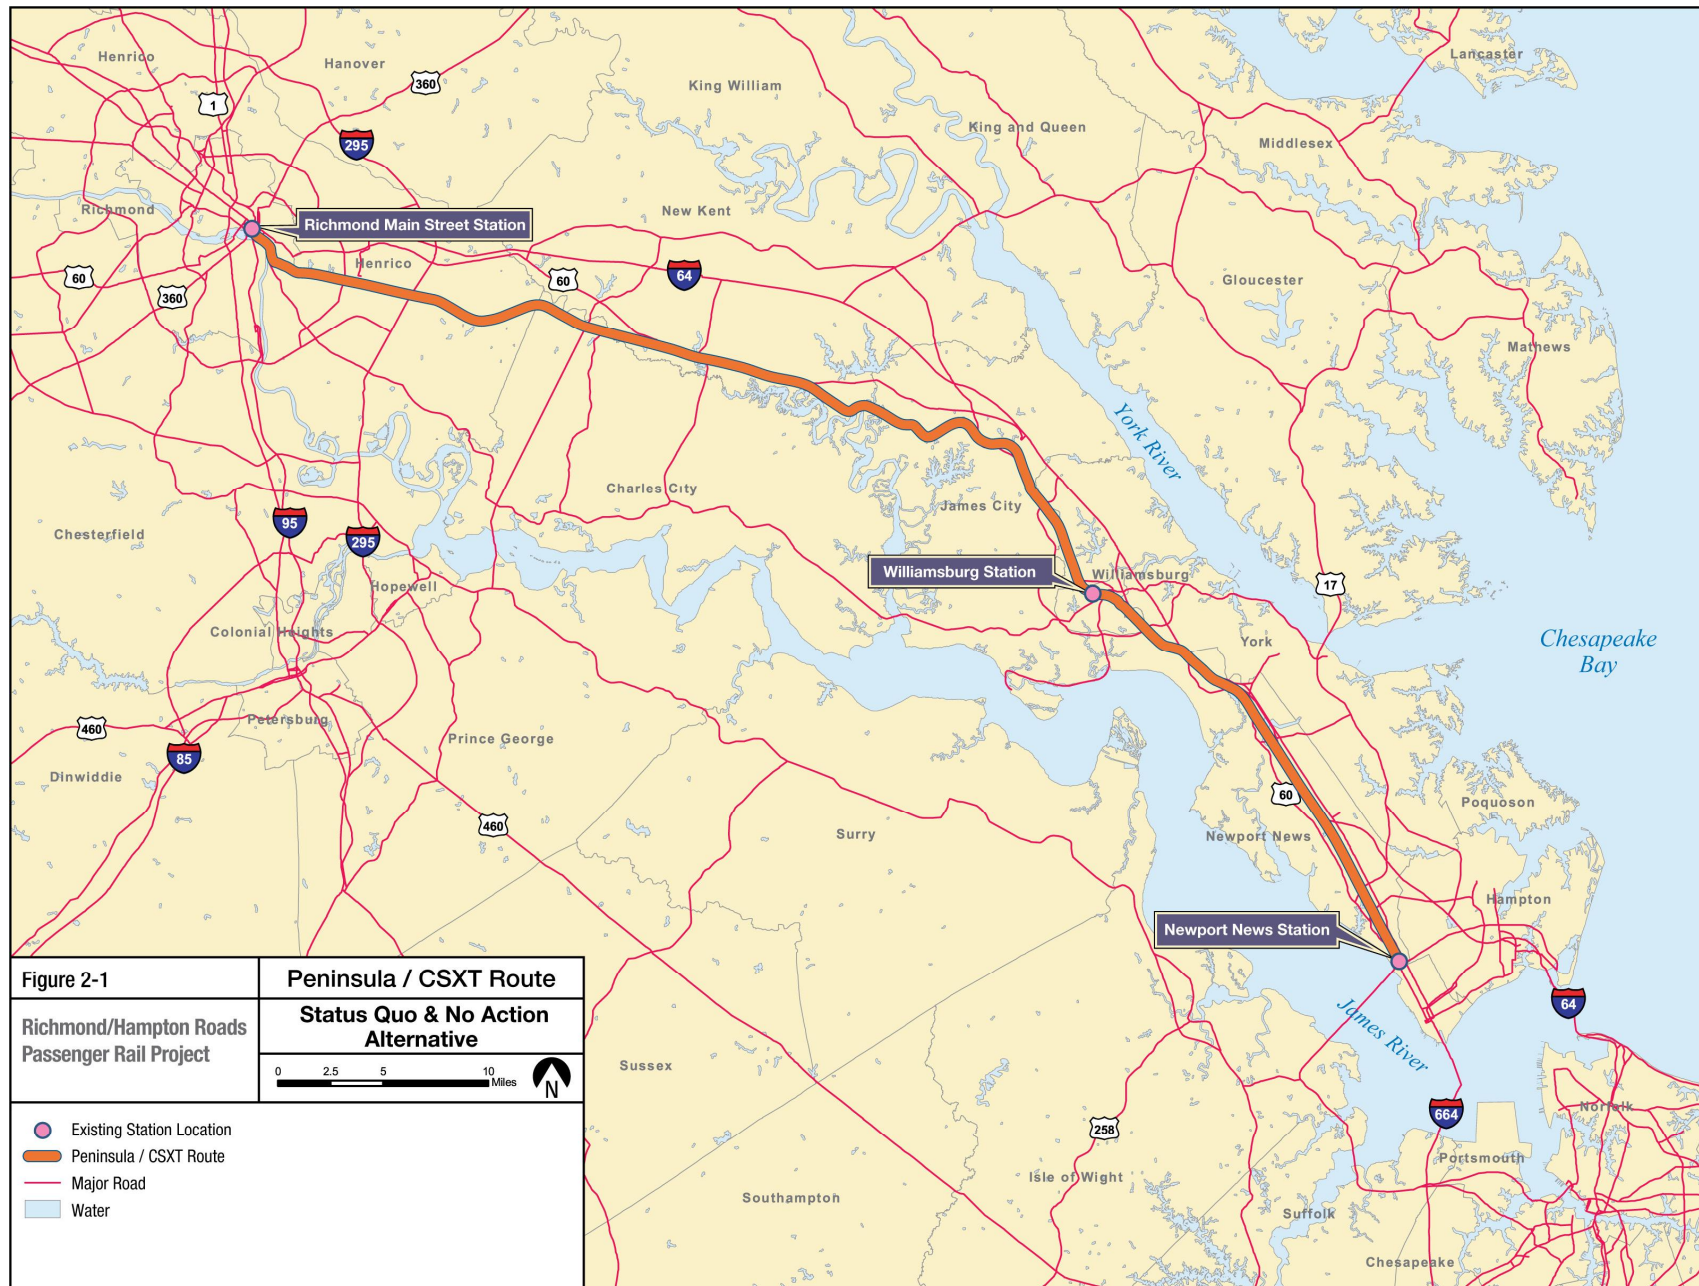 Henrico
Hanover
360
King William
Lancaster
1
King and Queen
Middlesex
295
Richmond
New Kent
Richmond Main Street Station
Henrico
60
64
60
360
Gloucester
Mathews
York River
Charles City
James City
95
Chesterfield
295
Williamsburg Station
Williamsburg
17
Hopewell
Colonial Heights
York
Chesapeake
Bay
Petersburg
460
Prince George
85
Dinwiddie
60
Poquoson
460
Surry
Newport News
Hampton
Newport News Station
64
James River
Figure 2-1
Peninsula / CSXT Route
Richmond/Hampton Roads
Passenger Rail Project
Status Quo & No Action
Alternative
0 2.5 5 10
Miles
N
Sussex
664
Norfolk
258
Portsmouth
Existing Station Location
Peninsula / CSXT Route
Major Road
Water
Isle of Wight
Southampton
Suffolk
Chesapeake